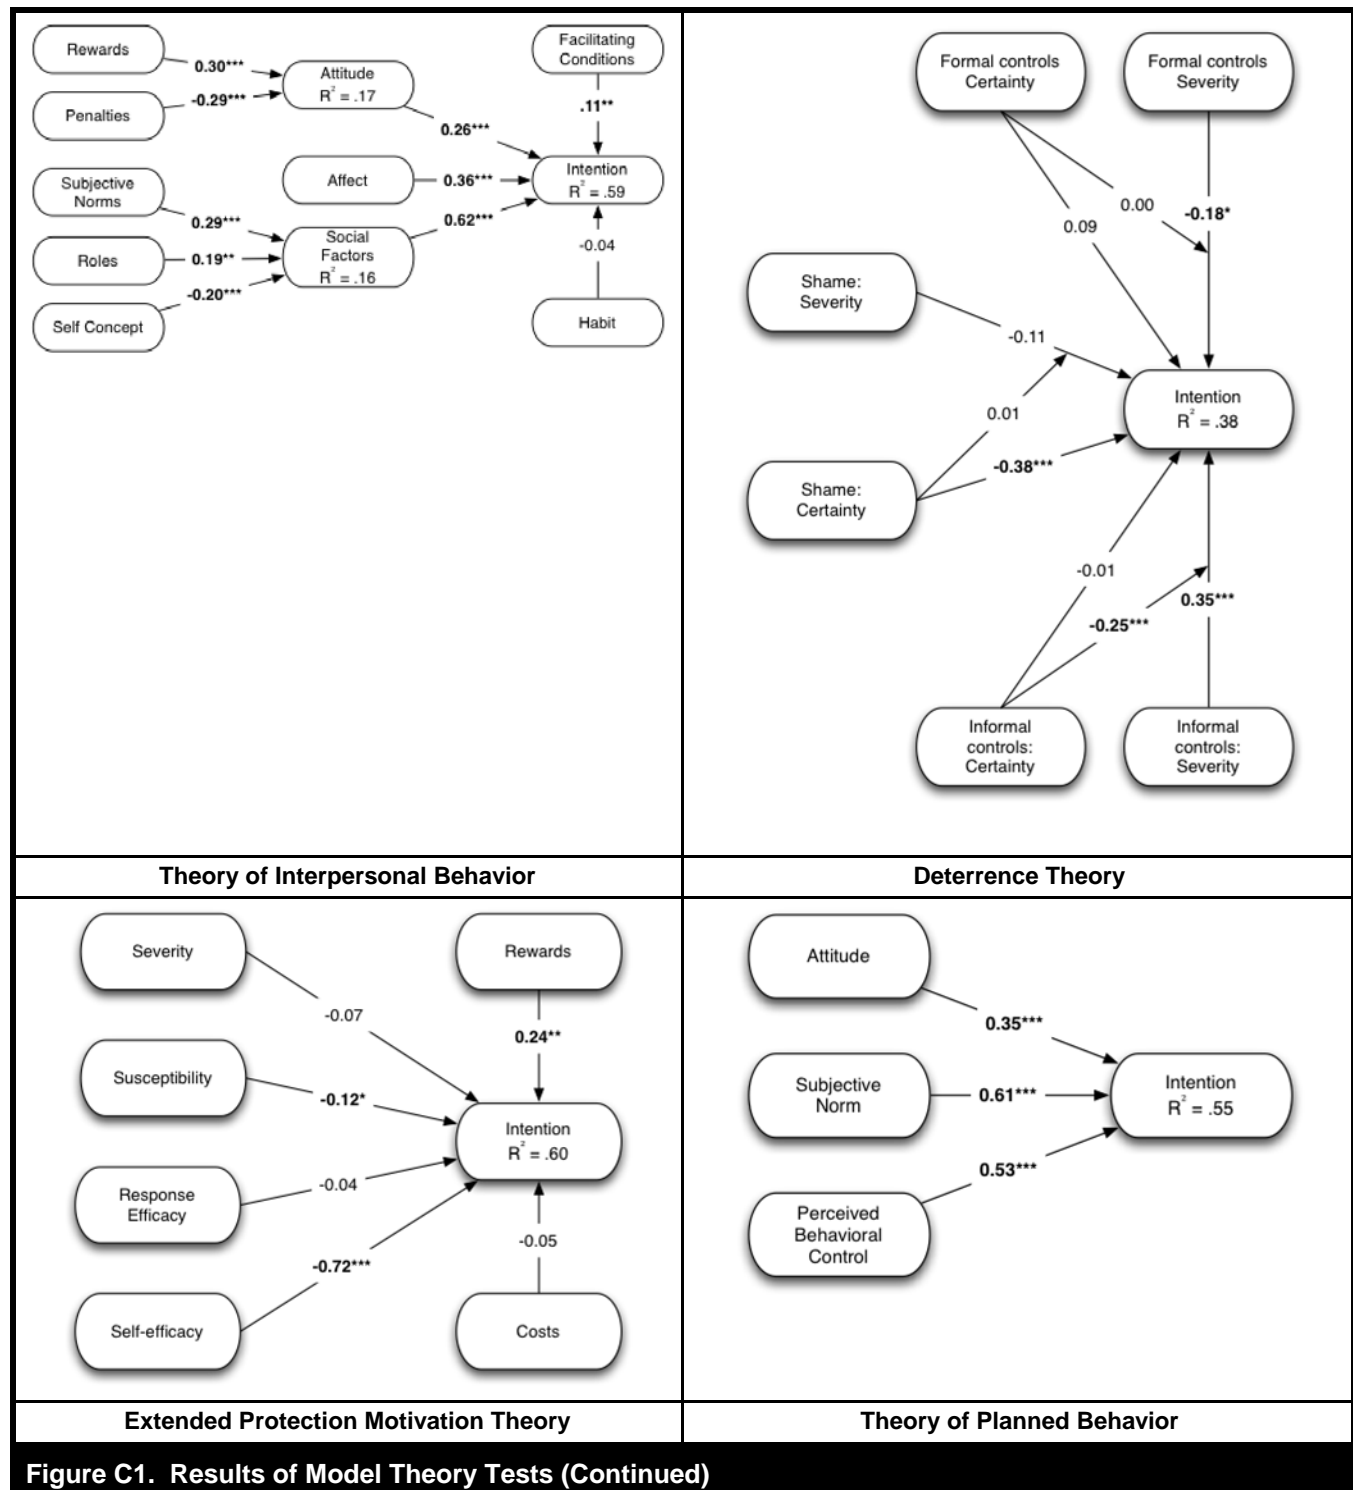 Rewards
0.30***
Penalties
-0.29***
Attitude
R² = .17
0.26***
Facilitating
Conditions
.11**
Subjective
Norms
0.29***
Roles
0.19**
Self Concept
-0.20***
Affect
0.36***
Social
Factors
R² = .16
0.62***
Intention
R² = .59
-0.04
Habit
Theory of Interpersonal Behavior
Formal controls
Certainty
Formal controls
Severity
0.00
-0.18*
0.09
Shame:
Severity
-0.11
0.01
Shame:
Certainty
-0.38***
Intention
R² = .38
-0.01
-0.25***
0.35***
Informal
controls:
Certainty
Informal
controls:
Severity
Deterrence Theory
Severity
-0.07
Rewards
0.24**
Susceptibility
-0.12*
Intention
R² = .60
Response
Efficacy
-0.04
-0.05
Self-efficacy
-0.72***
Costs
Extended Protection Motivation Theory
Attitude
0.35***
Subjective
Norm
0.61***
Intention
R² = .55
Perceived
Behavioral
Control
0.53***
Theory of Planned Behavior
Figure C1. Results of Model Theory Tests (Continued)